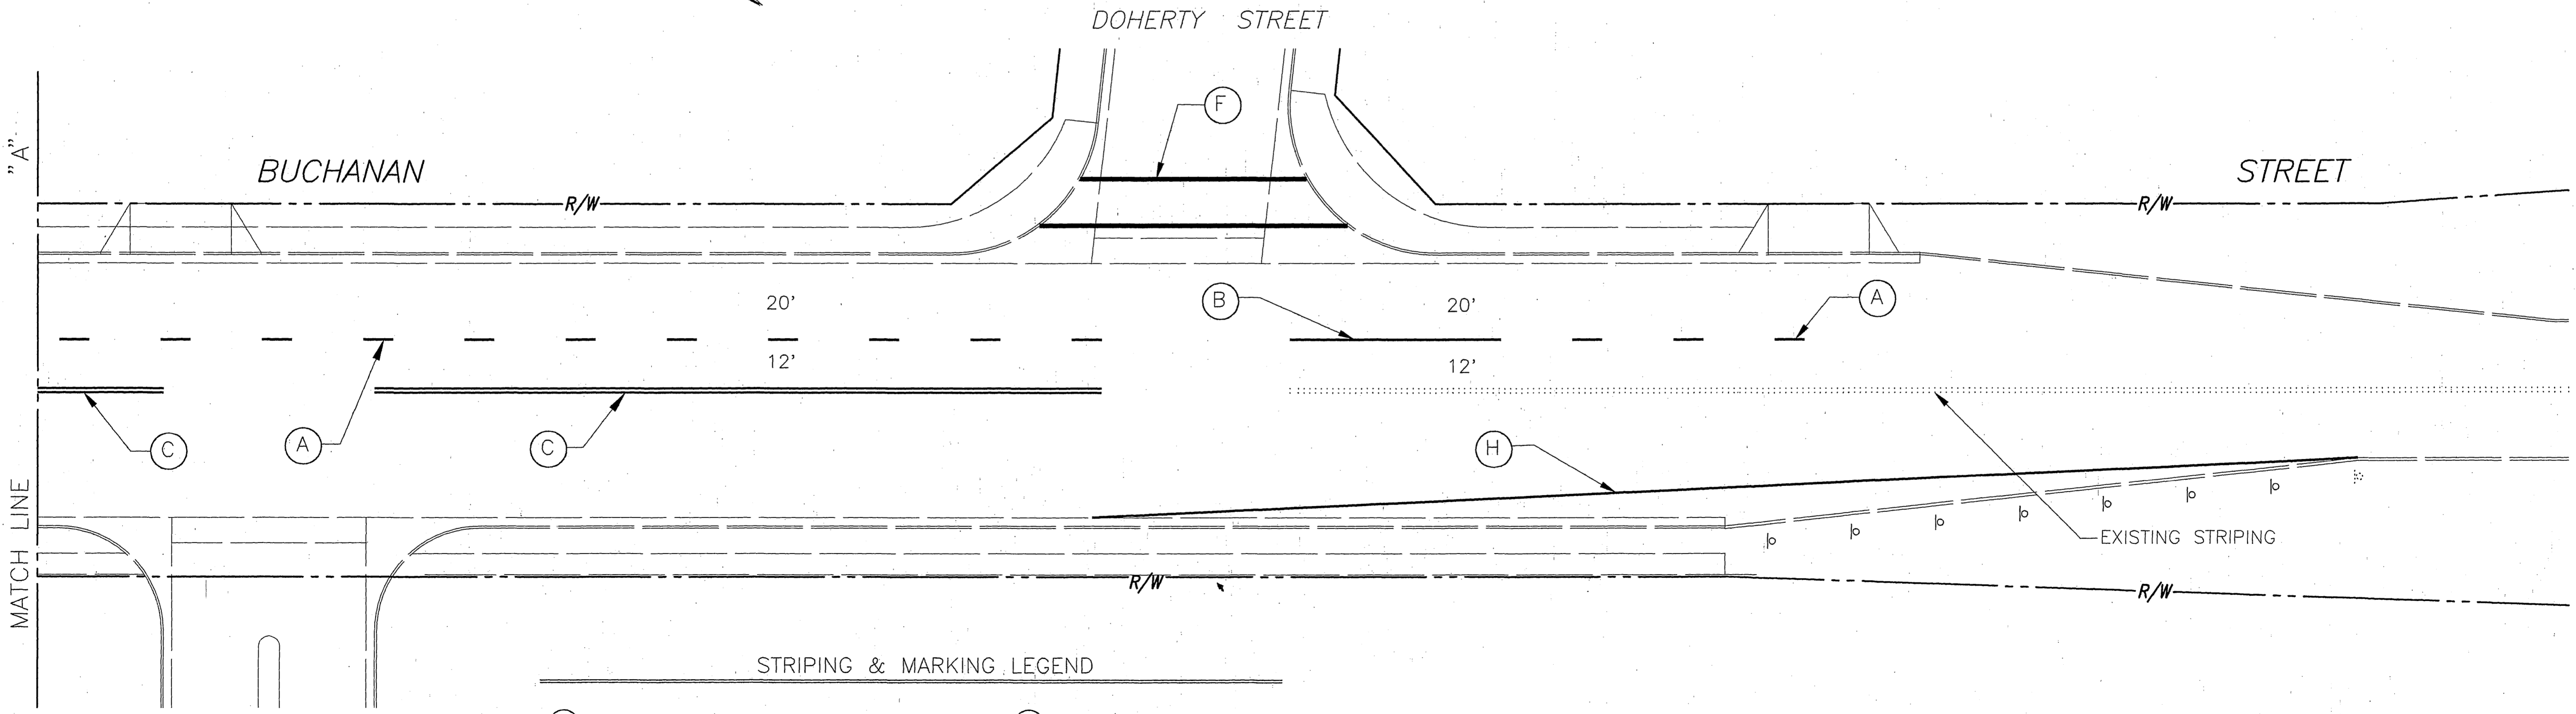 DOHERTY STREET
"A"
BUCHANAN
STREET
F
R/W
R/W
20'
B
20'
A
12'
12'
C
A
C
H
MATCH LINE
EXISTING STRIPING
R/W
R/W
STRIPING & MARKING LEGEND